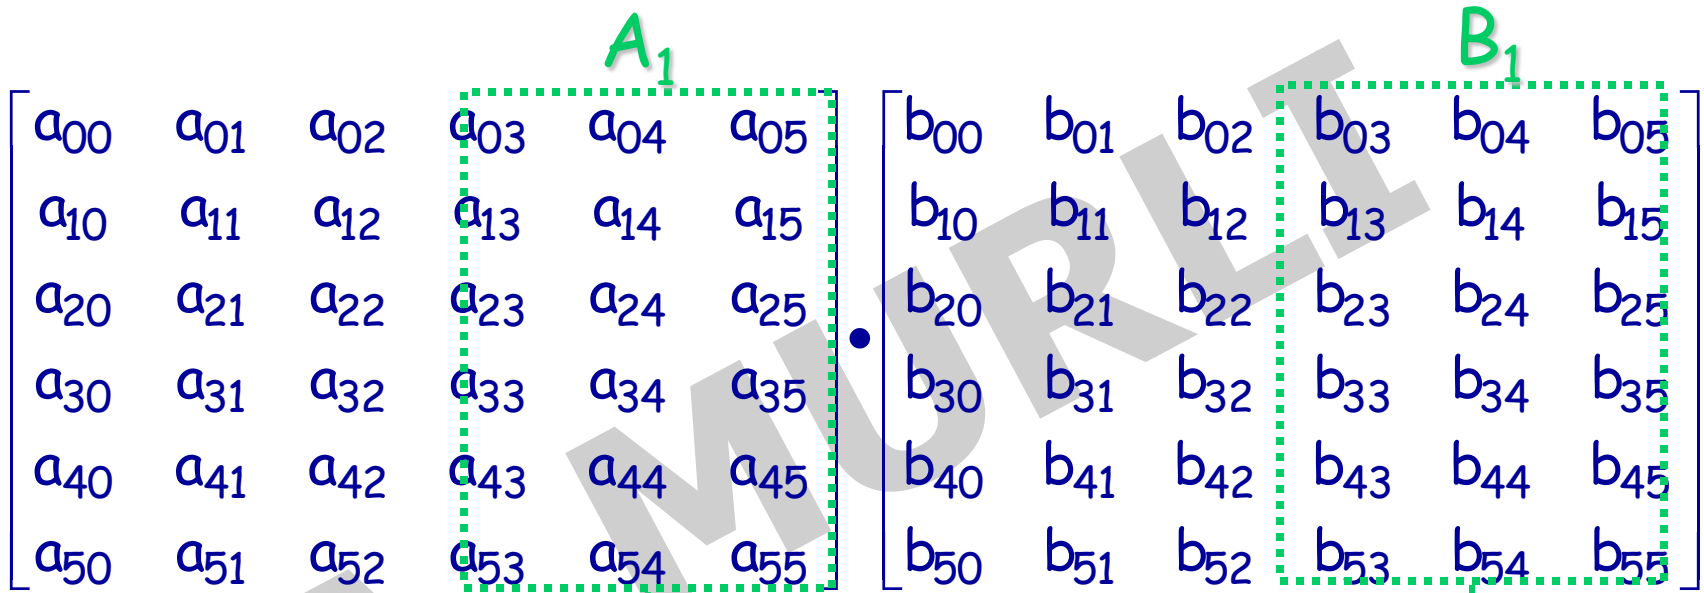 A₁ B₁
a₀₀ a₀₁ a₀₂ a₀₃ a₀₄ a₀₅ b₀₀ b₀₁ b₀₂ b₀₃ b₀₄ b₀₅
a₁₀ a₁₁ a₁₂ a₁₃ a₁₄ a₁₅ b₁₀ b₁₁ b₁₂ b₁₃ b₁₄ b₁₅
a₂₀ a₂₁ a₂₂ a₂₃ a₂₄ a₂₅ • b₂₀ b₂₁ b₂₂ b₂₃ b₂₄ b₂₅
a₃₀ a₃₁ a₃₂ a₃₃ a₃₄ a₃₅ b₃₀ b₃₁ b₃₂ b₃₃ b₃₄ b₃₅
a₄₀ a₄₁ a₄₂ a₄₃ a₄₄ a₄₅ b₄₀ b₄₁ b₄₂ b₄₃ b₄₄ b₄₅
a₅₀ a₅₁ a₅₂ a₅₃ a₅₄ a₅₅ b₅₀ b₅₁ b₅₂ b₅₃ b₅₄ b₅₅
MURLI